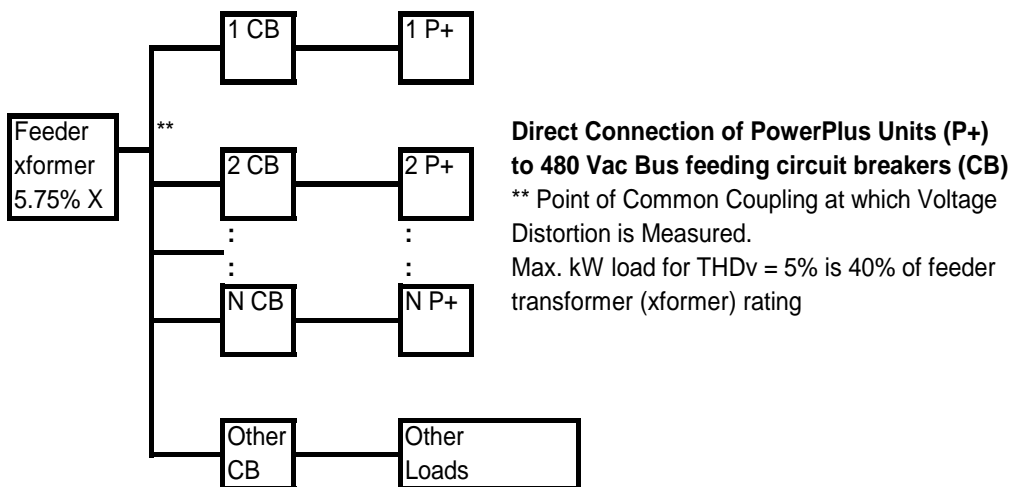 1 CB
1 P+
Feeder
xformer
5.75% X
**
2 CB
2 P+
:
:
:
:
N CB
N P+
Other
CB
Other
Loads
Direct Connection of PowerPlus Units (P+)
to 480 Vac Bus feeding circuit breakers (CB)
** Point of Common Coupling at which Voltage
Distortion is Measured.
Max. kW load for THDv = 5% is 40% of feeder
transformer (xformer) rating